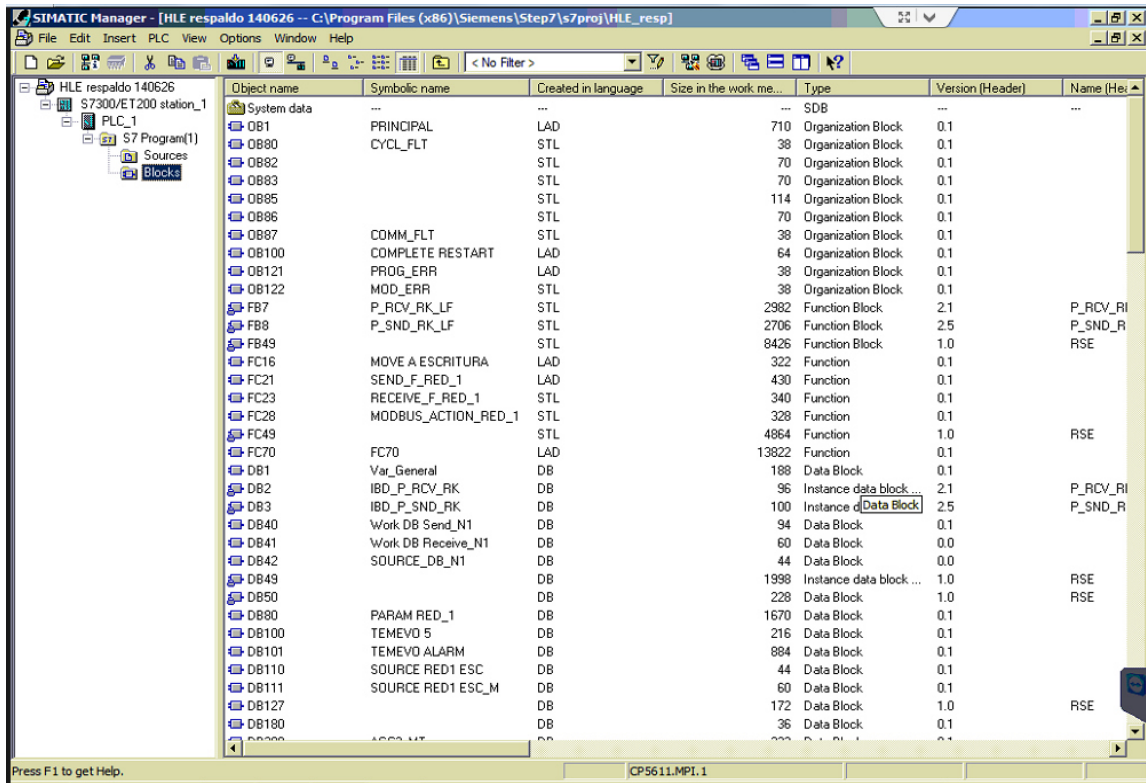 SIMATIC Manager - [HLE respaldo 140626 -- C:\Program Files (x86)\Siemens\Step7\s7proj\HLE_resp]
File Edit Insert PLC View Options Window Help
< No Filter >
HLE respaldo 140626
S7300/ET200 station_1
PLC_1
S7 Program(1)
Sources
Blocks
Object name Symbolic name Created in language Size in the work me... Type Version (Header) Name (Hea
System data --- --- --- SDB --- ---
OB1 PRINCIPAL LAD 710 Organization Block 0.1
OB80 CYCL_FLT STL 38 Organization Block 0.1
OB82 STL 70 Organization Block 0.1
OB83 STL 70 Organization Block 0.1
OB85 STL 114 Organization Block 0.1
OB86 STL 70 Organization Block 0.1
OB87 COMM_FLT STL 38 Organization Block 0.1
OB100 COMPLETE RESTART LAD 64 Organization Block 0.1
OB121 PROG_ERR LAD 38 Organization Block 0.1
OB122 MOD_ERR LAD 38 Organization Block 0.1
FB7 P_RCV_RK_LF STL 2982 Function Block 2.1 P_RCV_RI
FB8 P_SND_RK_LF STL 2706 Function Block 2.5 P_SND_R
FB49 STL 8426 Function Block 1.0 RSE
FC16 MOVE A ESCRITURA LAD 322 Function 0.1
FC21 SEND_F_RED_1 LAD 430 Function 0.1
FC23 RECEIVE_F_RED_1 STL 340 Function 0.1
FC28 MODBUS_ACTION_RED_1 STL 328 Function 0.1
FC49 STL 4864 Function 1.0 RSE
FC70 FC70 LAD 13822 Function 0.1
DB1 Var_General DB 188 Data Block 0.1
DB2 IBD_P_RCV_RK DB 96 Instance data block ... 2.1 P_RCV_RI
DB3 IBD_P_SND_RK DB 100 Instance d Data Block 2.5 P_SND_R
DB40 Work DB Send_N1 DB 94 Data Block 0.1
DB41 Work DB Receive_N1 DB 60 Data Block 0.0
DB42 SOURCE_DB_N1 DB 44 Data Block 0.0
DB49 DB 1998 Instance data block ... 1.0 RSE
DB50 DB 228 Data Block 1.0 RSE
DB80 PARAM RED_1 DB 1670 Data Block 0.1
DB100 TEMEVO 5 DB 216 Data Block 0.1
DB101 TEMEVO ALARM DB 884 Data Block 0.1
DB110 SOURCE RED1 ESC DB 44 Data Block 0.1
DB111 SOURCE RED1 ESC_M DB 60 Data Block 0.1
DB127 DB 172 Data Block 1.0 RSE
DB180 DB 36 Data Block 0.1
Press F1 to get Help. CP5611.MPI.1